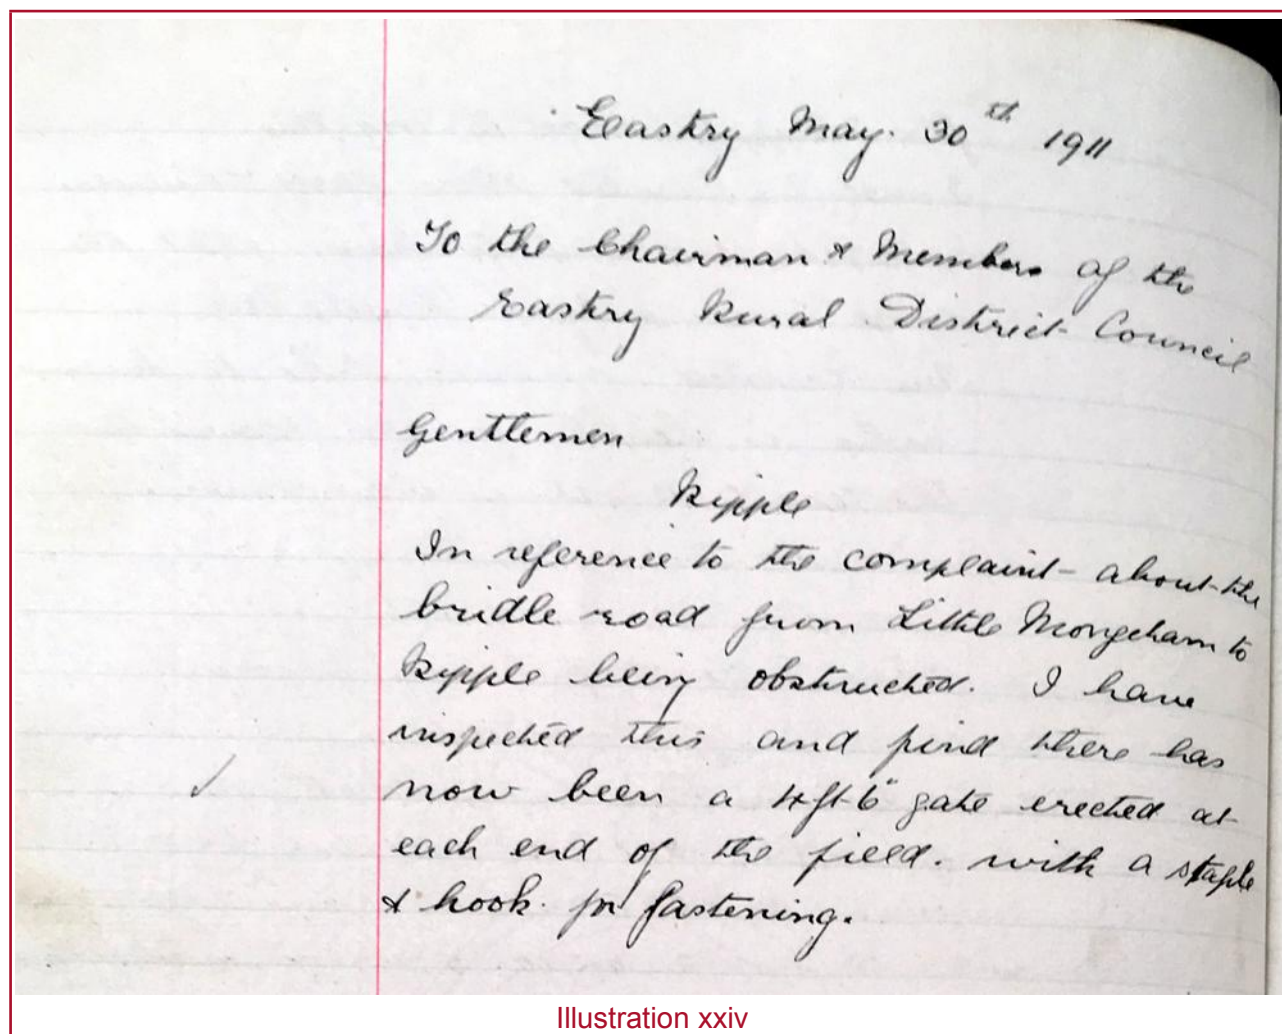 Eastry May. 30th 1911
To the Chairman & Members of the
Eastry Rural District Council
Gentlemen
Ripple
In reference to the complaint about the
bridle road from Little Mongeham to
Ripple being obstructed. I have
inspected this and find there has
now been a 4ft 6" gate erected at
each end of the field. with a staple
& hook. for fastening.
Illustration xxiv